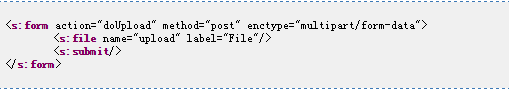 <s:form action="doUpload" method="post" enctype="multipart/form-data">
<s:file name="upload" label="File"/>
<s:submit/>
</s:form>